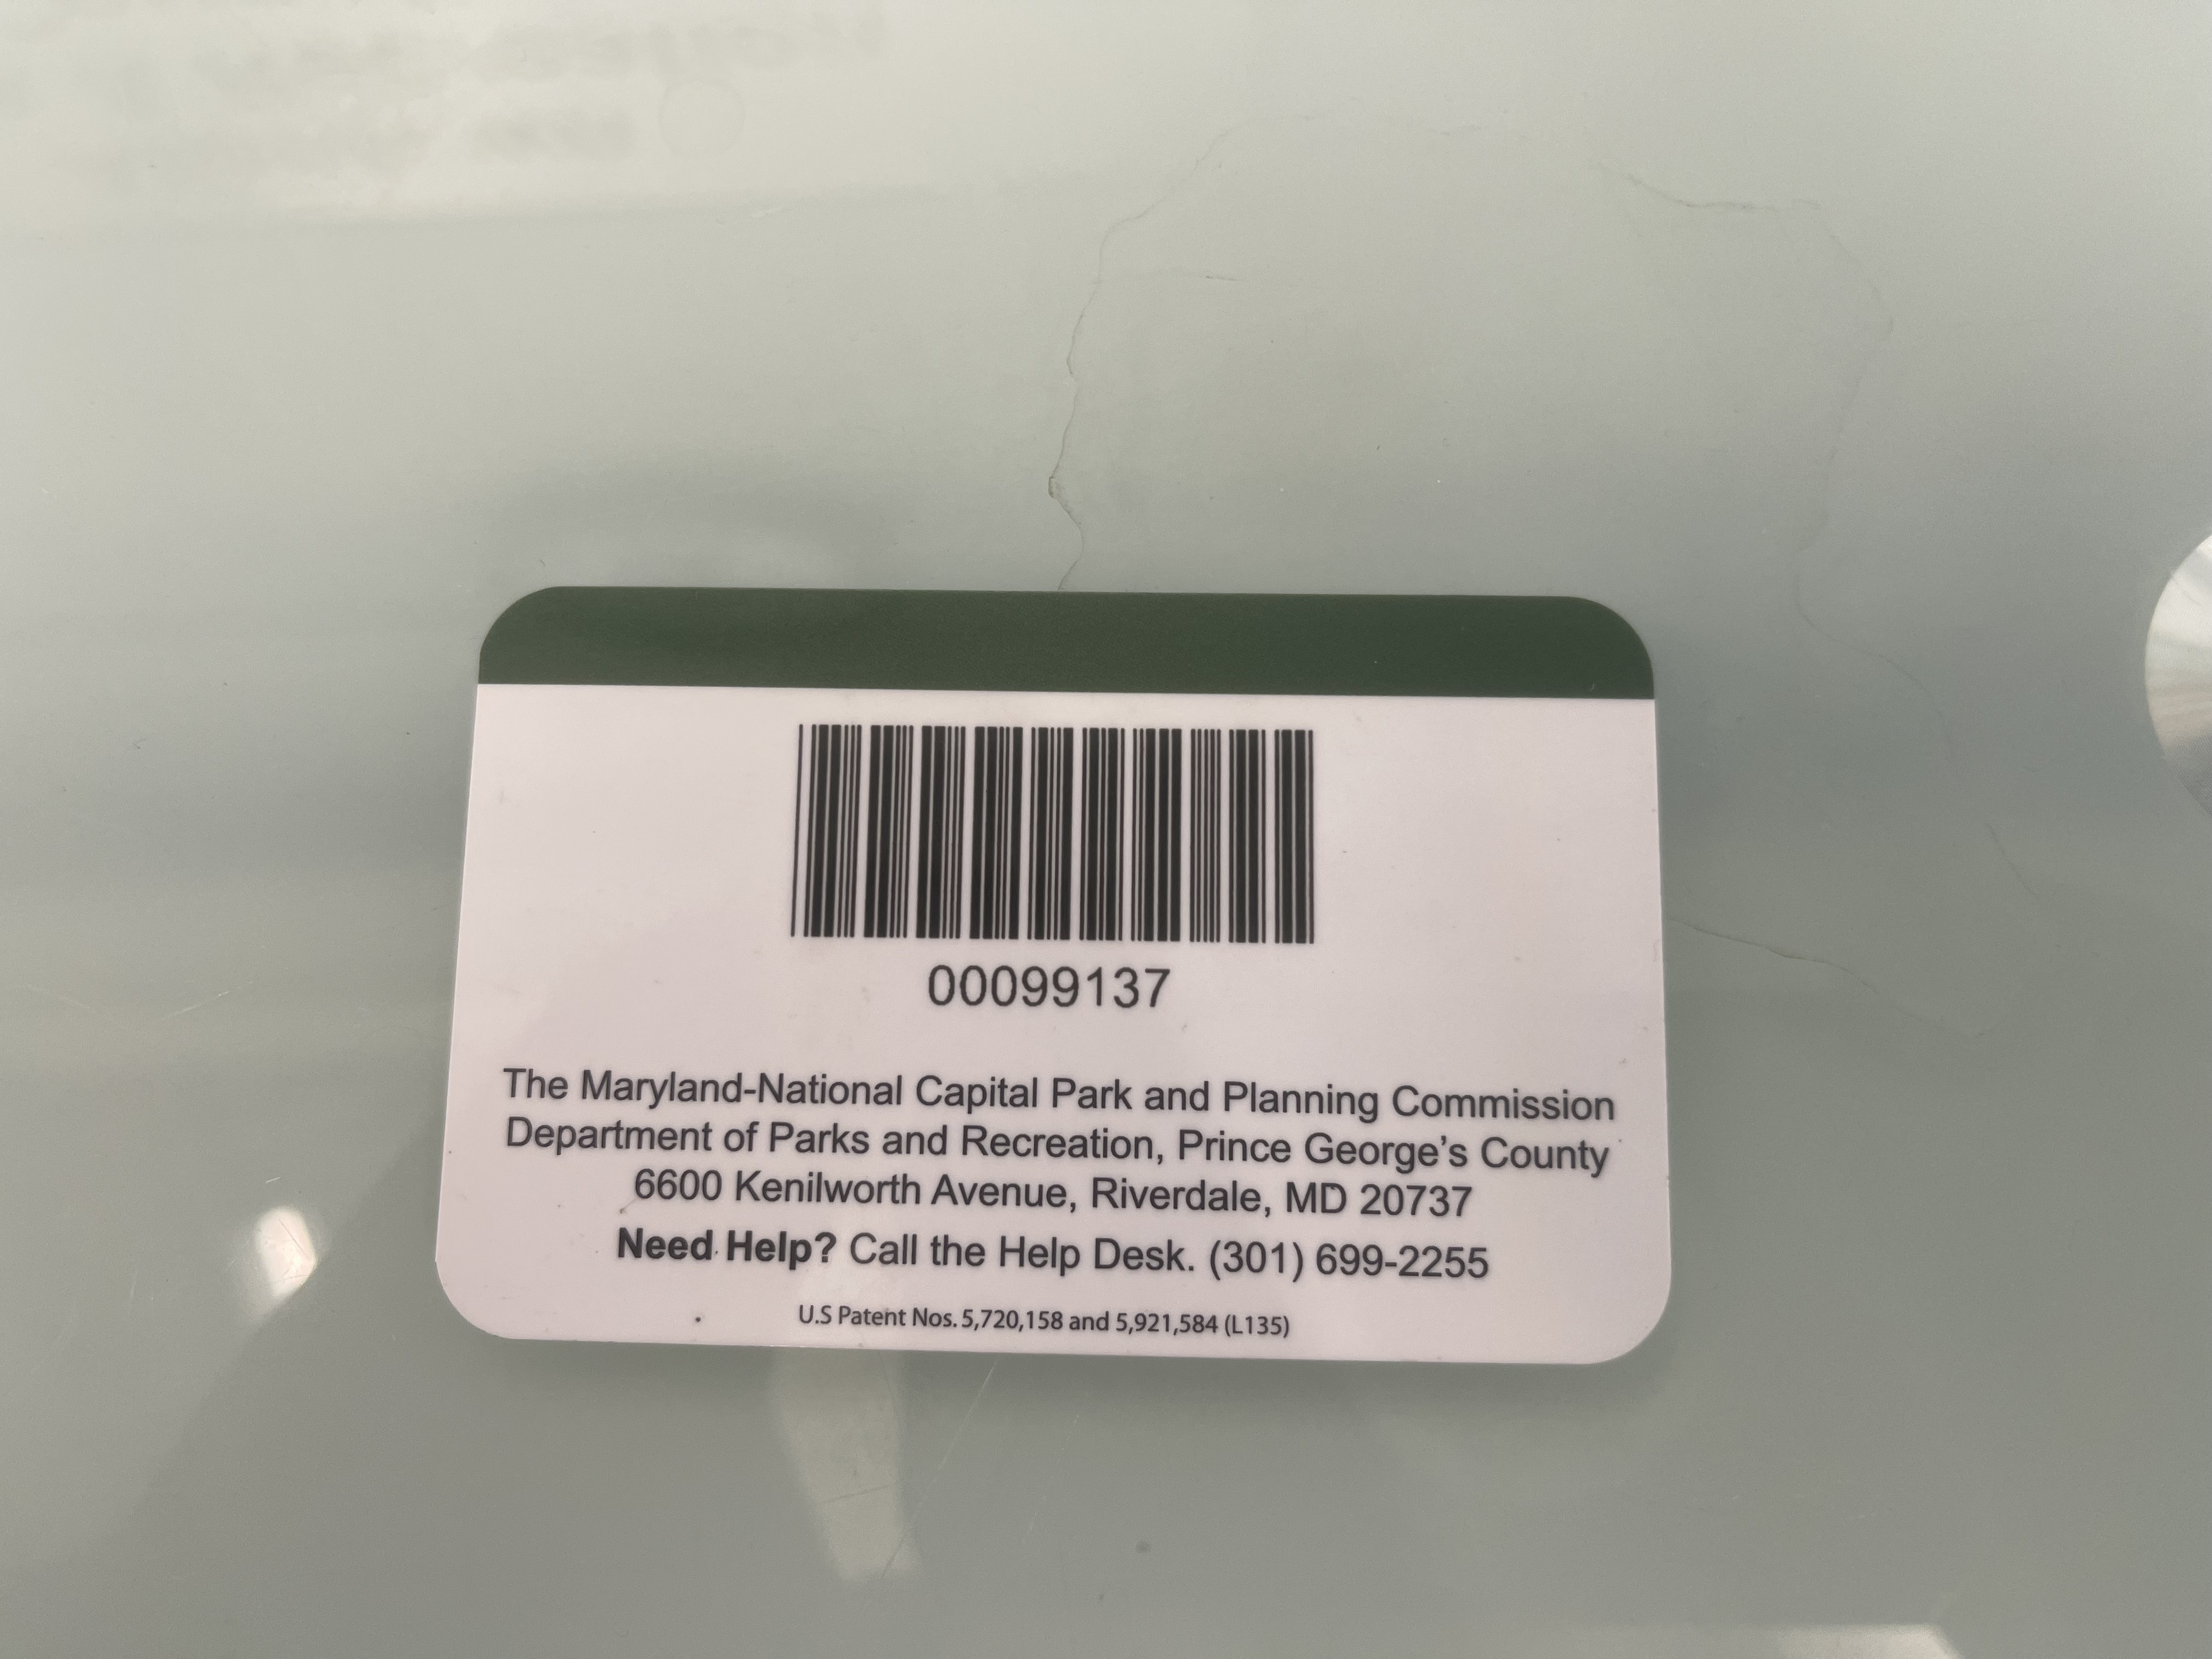 00099137
The Maryland-National Capital Park and Planning Commission
Department of Parks and Recreation, Prince George's County
6600 Kenilworth Avenue, Riverdale, MD 20737
Need Help? Call the Help Desk. (301) 699-2255
U.S Patent Nos. 5,720,158 and 5,921,584 (L135)